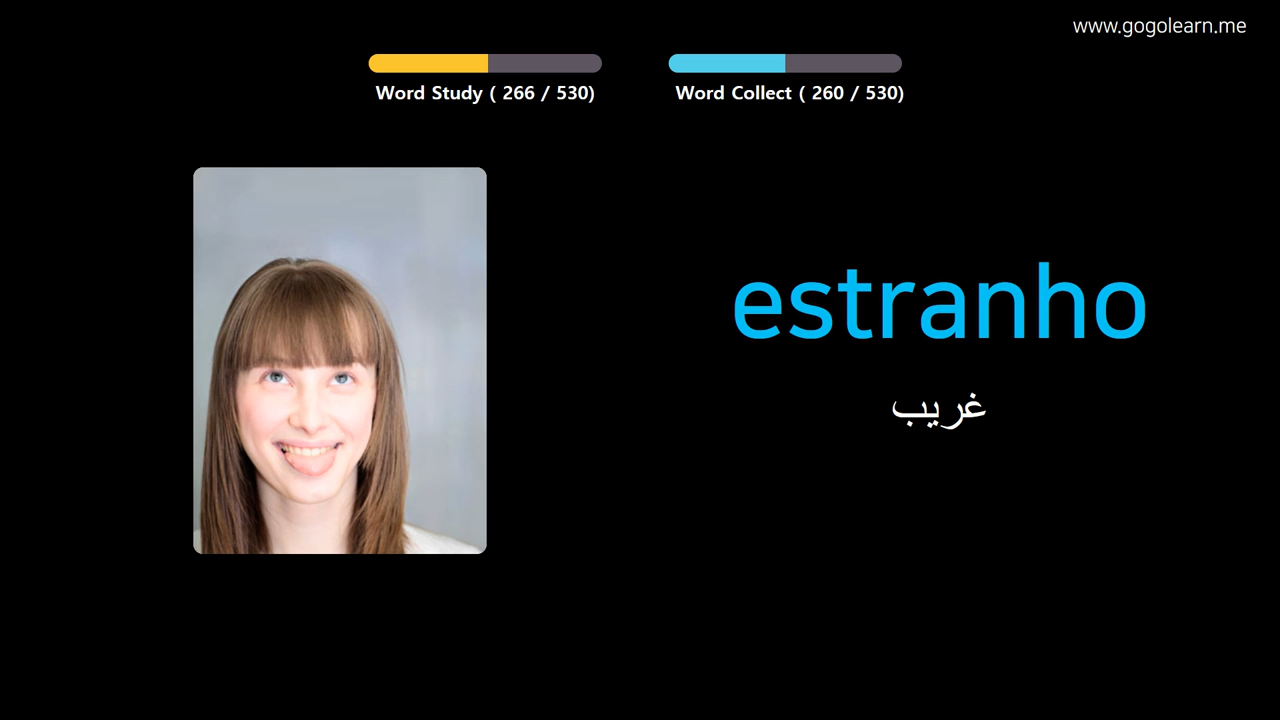 www.gogolearn.me
Word Study ( 266 / 530)
Word Collect ( 260 / 530)
estranho
غريب